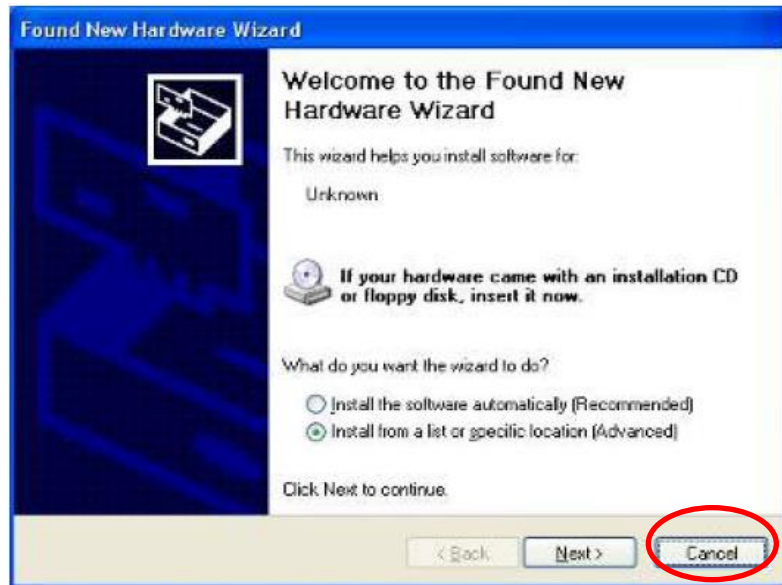 Found New Hardware Wizard
Welcome to the Found New
Hardware Wizard
This wizard helps you install software for:
Unknown
If your hardware came with an installation CD
or floppy disk, insert it now.
What do you want the wizard to do?
Install the software automatically (Recommended)
Install from a list or specific location (Advanced)
Click Next to continue.
< Back Next > Cancel